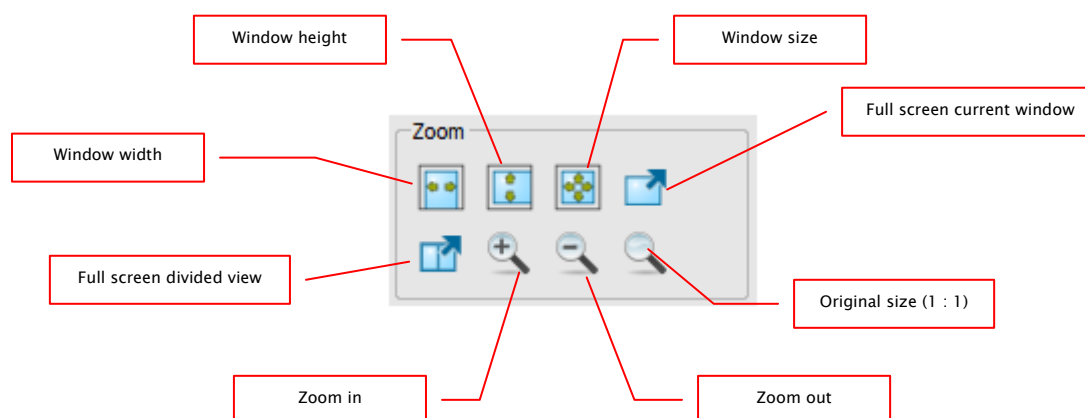 Window height
Window size
Full screen current window
Zoom
Window width
Full screen divided view
Original size (1 : 1)
Zoom in
Zoom out